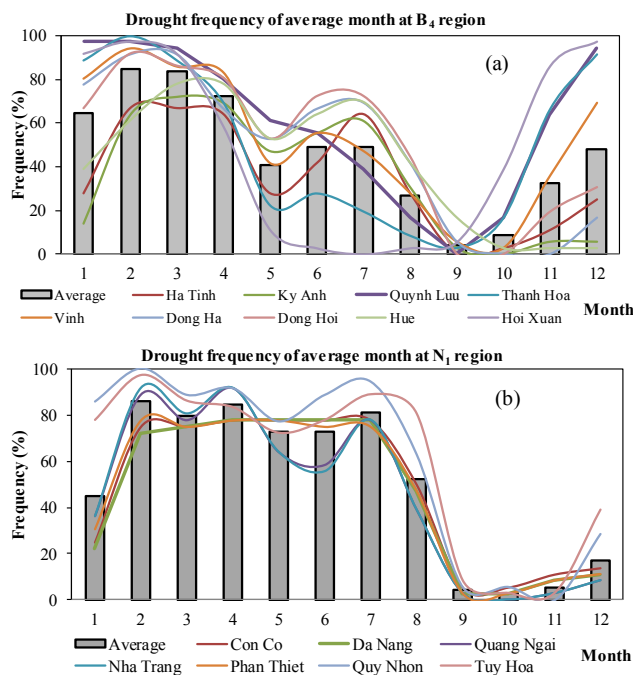 Drought frequency of average month at B4 region
(a)
Frequency (%)
100
80
60
40
20
0
1 2 3 4 5 6 7 8 9 10 11 12
Month
Average Ha Tinh Ky Anh Quynh Luu Thanh Hoa
Vinh Dong Ha Dong Hoi Hue Hoi Xuan
Drought frequency of average month at N1 region
(b)
Frequency (%)
100
80
60
40
20
0
1 2 3 4 5 6 7 8 9 10 11 12
Month
Average Con Co Da Nang Quang Ngai
Nha Trang Phan Thiet Quy Nhon Tuy Hoa